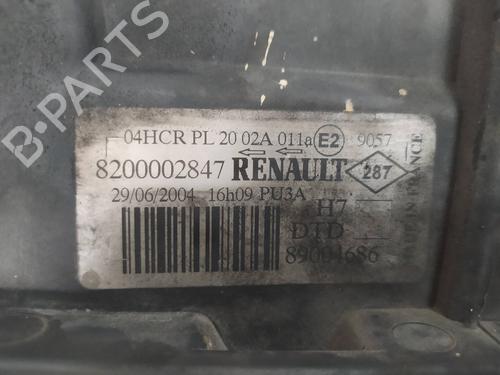 04HCR PL 20 02A 011a E2 9057
8200002847 RENAULT 287
29/06/2004 16h09 PU3A
H7
DTD
89004686
MADE IN FRANCE
B-PARTS